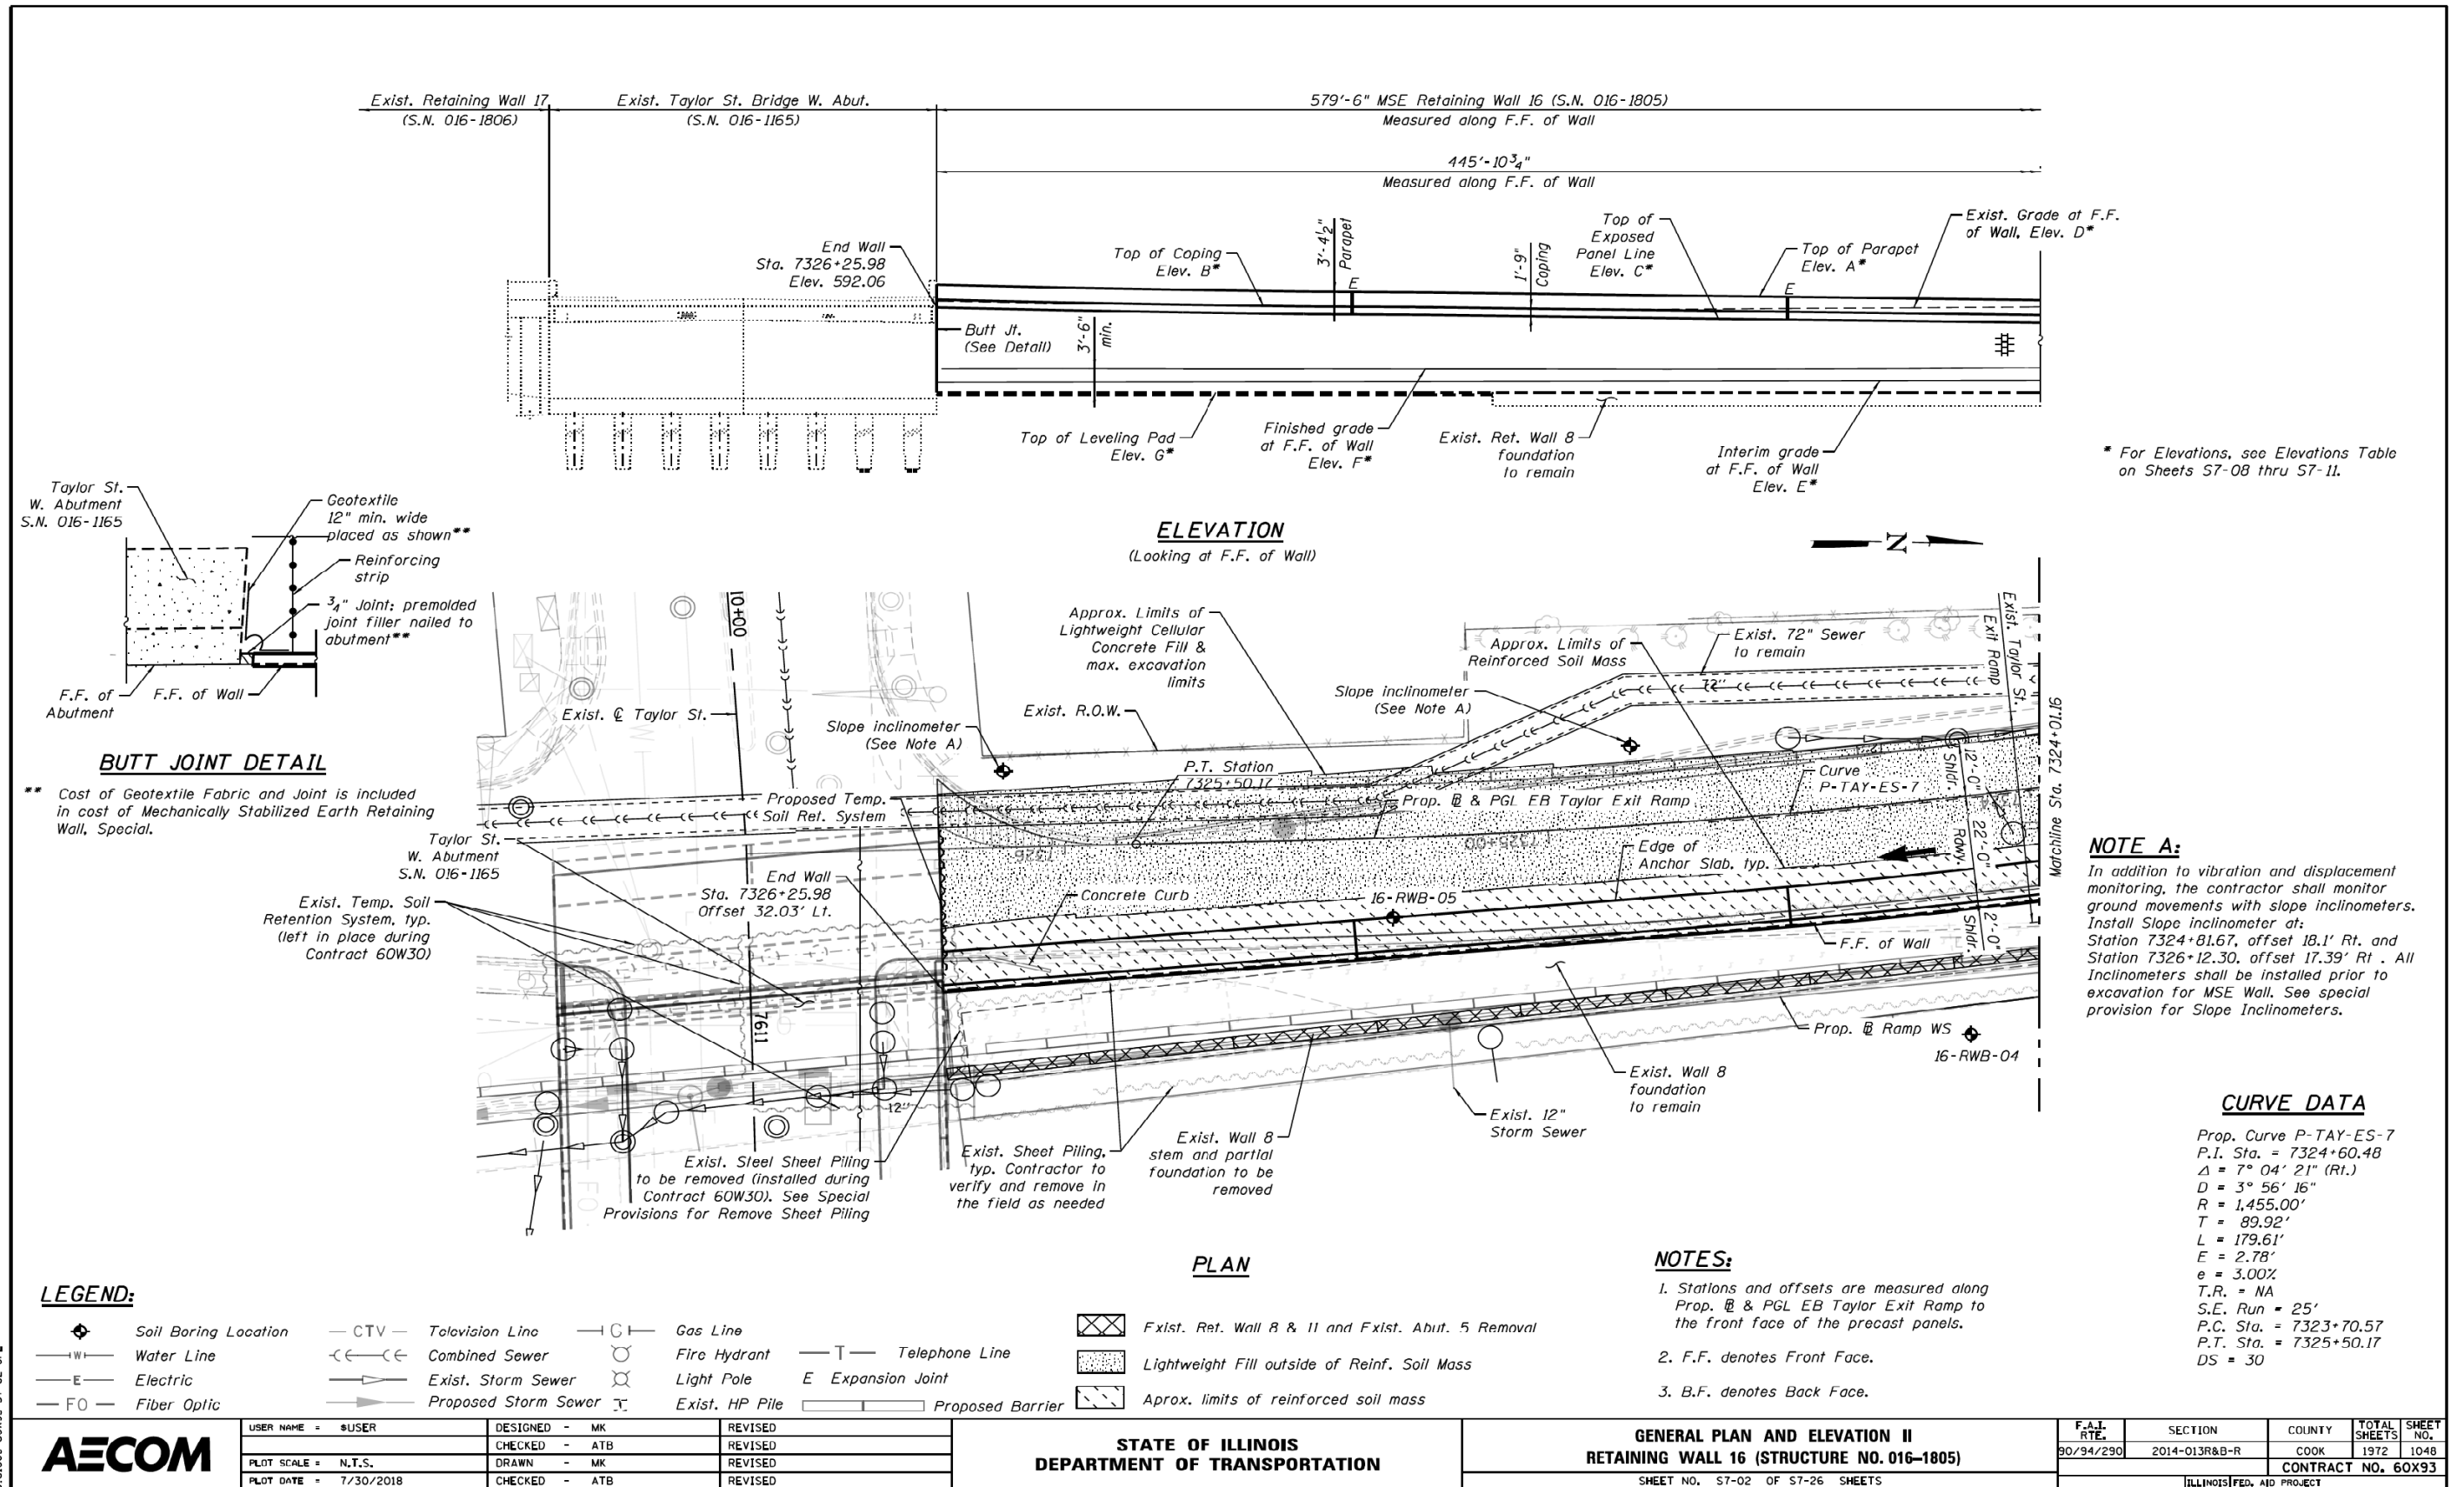 Exist. Retaining Wall 17
(S.N. 016-1806)
Exist. Taylor St. Bridge W. Abut.
(S.N. 016-1165)
579'-6" MSE Retaining Wall 16 (S.N. 016-1805)
Measured along F.F. of Wall
445'-10¾"
Measured along F.F. of Wall
End Wall
Sta. 7326+25.98
Elev. 592.06
Top of Coping
Elev. B*
3'-4½"
Parapet
E
1'-9"
Coping
Top of
Exposed
Panel Line
Elev. C*
Top of Parapet
Elev. A*
E
Exist. Grade at F.F.
of Wall, Elev. D*
Butt Jt.
(See Detail)
3'-6"
min.
Top of Leveling Pad
Elev. G*
Finished grade
at F.F. of Wall
Elev. F*
Exist. Ret. Wall 8
foundation
to remain
Interim grade
at F.F. of Wall
Elev. E*
* For Elevations, see Elevations Table
on Sheets S7-08 thru S7-11.
ELEVATION
(Looking at F.F. of Wall)
Taylor St.
W. Abutment
S.N. 016-1165
Geotextile
12" min. wide
placed as shown**
Reinforcing
strip
¾" Joint; premolded
joint filler nailed to
abutment**
F.F. of
Abutment
F.F. of Wall
BUTT JOINT DETAIL
** Cost of Geotextile Fabric and Joint is included
in cost of Mechanically Stabilized Earth Retaining
Wall, Special.
N
10+00
Exist. ℄ Taylor St.
Slope inclinometer
(See Note A)
Exist. R.O.W.
Approx. Limits of
Lightweight Cellular
Concrete Fill &
max. excavation
limits
Slope inclinometer
(See Note A)
Approx. Limits of
Reinforced Soil Mass
Exist. 72" Sewer
to remain
72"
Exist. Taylor St.
Exit Ramp
Matchline Sta. 7324+01.16
P.T. Station
7325+50.17
Proposed Temp.
Soil Ret. System
Prop. ⅊ & PGL EB Taylor Exit Ramp
Curve
P-TAY-ES-7
12"
12'-0"
Shldr.
22'-0"
Rdwy.
2'-0"
Shldr.
7326
7325+00
Taylor St.
W. Abutment
S.N. 016-1165
End Wall
Sta. 7326+25.98
Offset 32.03' Lt.
Concrete Curb
16-RWB-05
Edge of
Anchor Slab, typ.
F.F. of Wall
Exist. Temp. Soil
Retention System, typ.
(left in place during
Contract 60W30)
7611
12"
FO
Prop. ⅊ Ramp WS
16-RWB-04
Exist. Wall 8
foundation
to remain
Exist. 12"
Storm Sewer
Exist. Wall 8
stem and partial
foundation to be
removed
Exist. Sheet Piling,
typ. Contractor to
verify and remove in
the field as needed
Exist. Steel Sheet Piling
to be removed (installed during
Contract 60W30). See Special
Provisions for Remove Sheet Piling
PLAN
NOTE A:
In addition to vibration and displacement
monitoring, the contractor shall monitor
ground movements with slope inclinometers.
Install Slope inclinometer at:
Station 7324+81.67, offset 18.1' Rt. and
Station 7326+12.30, offset 17.39' Rt . All
Inclinometers shall be installed prior to
excavation for MSE Wall. See special
provision for Slope Inclinometers.
CURVE DATA
Prop. Curve P-TAY-ES-7
P.I. Sta. = 7324+60.48
Δ = 7° 04' 21" (Rt.)
D = 3° 56' 16"
R = 1,455.00'
T = 89.92'
L = 179.61'
E = 2.78'
e = 3.00%
T.R. = NA
S.E. Run = 25'
P.C. Sta. = 7323+70.57
P.T. Sta. = 7325+50.17
DS = 30
NOTES:
1. Stations and offsets are measured along
Prop. ⅊ & PGL EB Taylor Exit Ramp to
the front face of the precast panels.
2. F.F. denotes Front Face.
3. B.F. denotes Back Face.
LEGEND:
Soil Boring Location
W Water Line
E Electric
FO Fiber Optic
CTV Television Line
Combined Sewer
Exist. Storm Sewer
Proposed Storm Sewer
G Gas Line
Fire Hydrant
Light Pole
Exist. HP Pile
T Telephone Line
E Expansion Joint
Proposed Barrier
Exist. Ret. Wall 8 & 11 and Exist. Abut. 5 Removal
Lightweight Fill outside of Reinf. Soil Mass
Aprox. limits of reinforced soil mass
AECOM
USER NAME = $USER
PLOT SCALE = N.T.S.
PLOT DATE = 7/30/2018
DESIGNED - MK
CHECKED - ATB
DRAWN - MK
CHECKED - ATB
REVISED
REVISED
REVISED
REVISED
STATE OF ILLINOIS
DEPARTMENT OF TRANSPORTATION
GENERAL PLAN AND ELEVATION II
RETAINING WALL 16 (STRUCTURE NO. 016-1805)
SHEET NO. S7-02 OF S7-26 SHEETS
F.A.I. RTE.
90/94/290
SECTION
2014-013R&B-R
COUNTY
COOK
TOTAL SHEETS
1972
SHEET NO.
1048
CONTRACT NO. 60X93
ILLINOIS FED. AID PROJECT